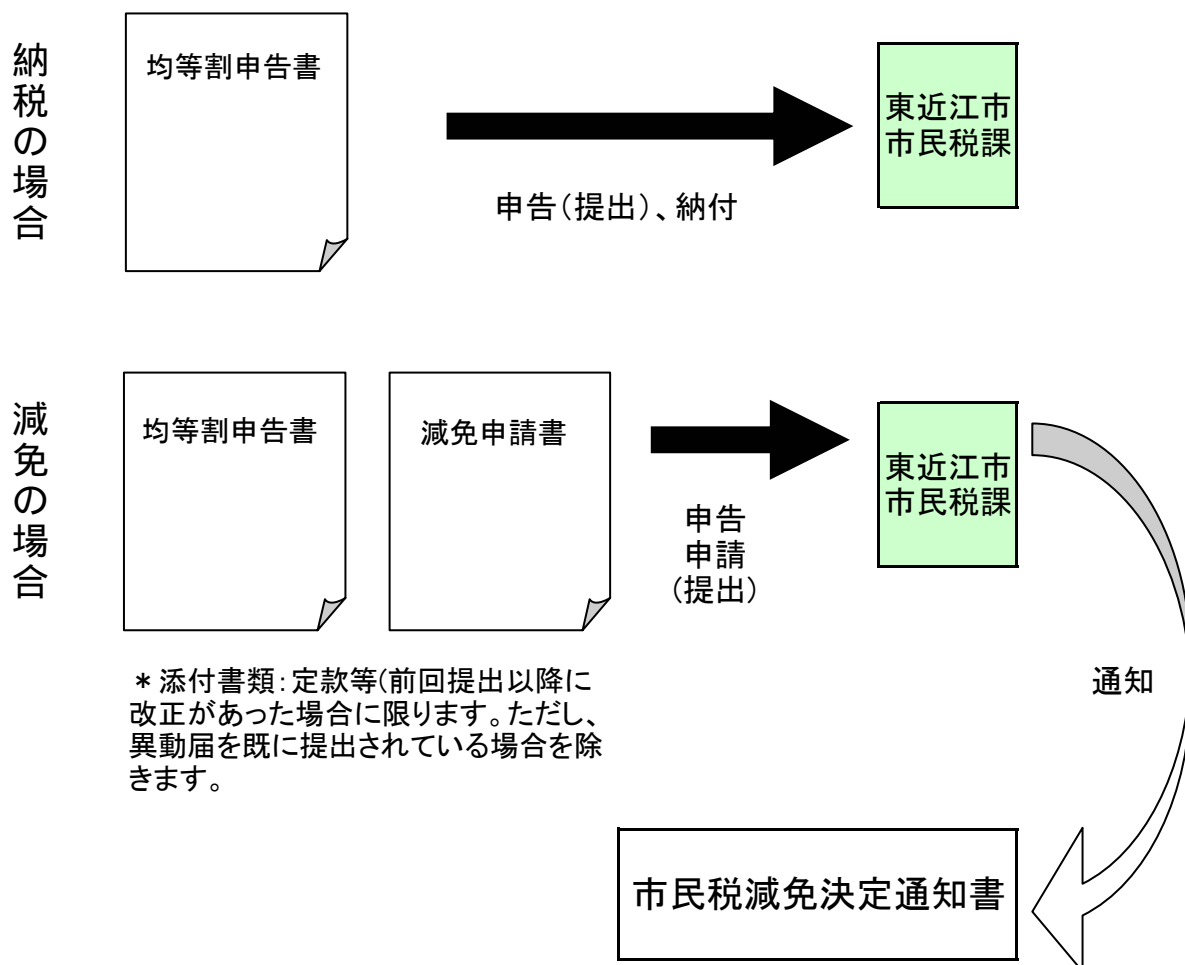 納税の場合
均等割申告書
申告(提出)、納付
東近江市
市民税課
減免の場合
均等割申告書
減免申請書
申告
申請
(提出)
東近江市
市民税課
通知
*添付書類:定款等(前回提出以降に
改正があった場合に限ります。ただし、
異動届を既に提出されている場合を除
きます。
市民税減免決定通知書